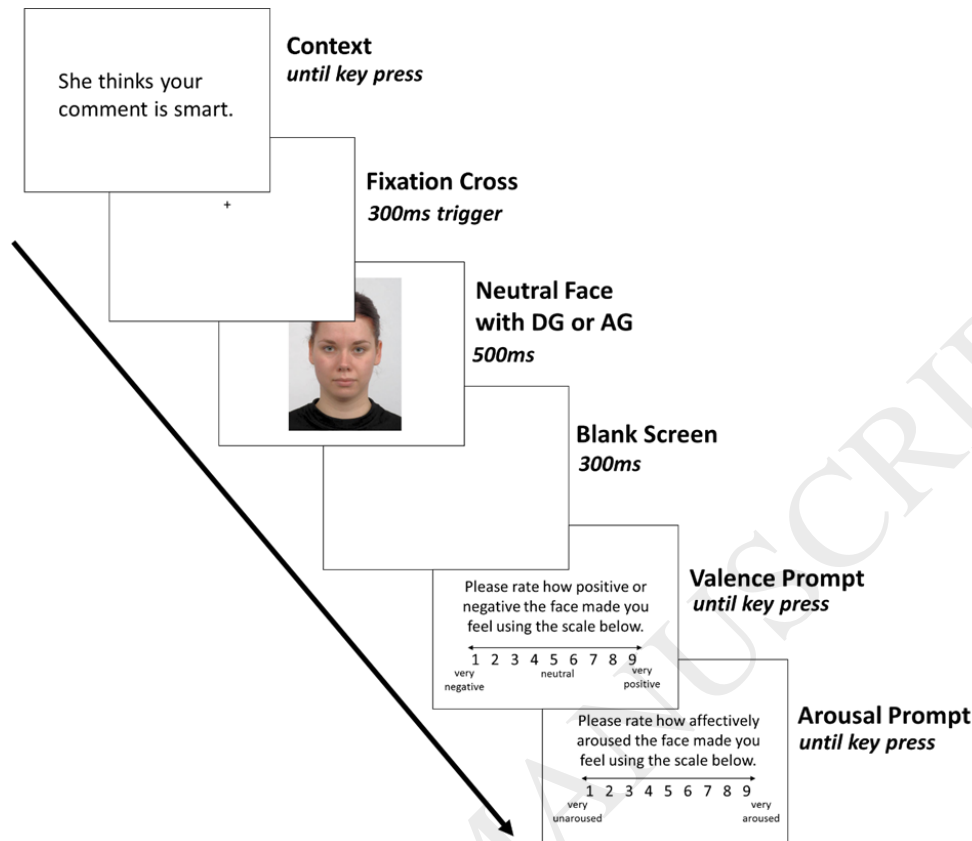 She thinks your
comment is smart.
Context
until key press
+
Fixation Cross
300ms trigger
Neutral Face
with DG or AG
500ms
Blank Screen
300ms
Please rate how positive or
negative the face made you
feel using the scale below.
1 2 3 4 5 6 7 8 9
very
negative
neutral
very
positive
Valence Prompt
until key press
Please rate how affectively
aroused the face made you
feel using the scale below.
1 2 3 4 5 6 7 8 9
very
unaroused
very
aroused
Arousal Prompt
until key press
MANUSCRI